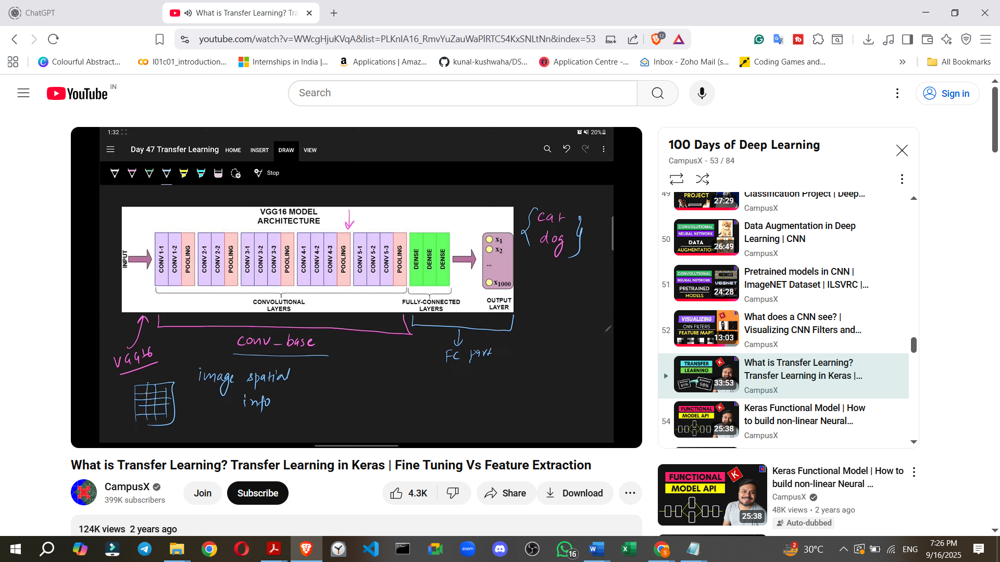 ChatGPT
What is Transfer Learning? Tra
youtube.com/watch?v=WWcgHjuKVqA&list=PLKnIA16_RmvYuZauWaPlRTC54KxSNLtNn&index=53
12
Colourful Abstract...
l01c01_introduction...
Internships in India |...
Applications | Amaz...
kunal-kushwaha/DS...
Application Centre -...
Inbox - Zoho Mail (s...
Coding Games and...
All Bookmarks
YouTube IN
Search
Sign in
1:32
20%
Day 47 Transfer Learning HOME INSERT DRAW VIEW
Stop
VGG16 MODEL
ARCHITECTURE
INPUT
CONV 1-1
CONV 1-2
POOLING
CONV 2-1
CONV 2-2
POOLING
CONV 3-1
CONV 3-2
CONV 3-3
POOLING
CONV 4-1
CONV 4-2
CONV 4-3
POOLING
CONV 5-1
CONV 5-2
CONV 5-3
POOLING
DENSE
DENSE
DENSE
x1
x2
...
x1000
CONVOLUTIONAL
LAYERS
FULLY-CONNECTED
LAYERS
OUTPUT
LAYER
dog
VGG16
conv_base
FC part
image spatial
info
100 Days of Deep Learning
CampusX - 53 / 84
49
PROJECT
27:29
Classification Project | Deep...
CampusX
50
CONVOLUTIONAL
NEURAL NETWORK
DATA
AUGMENTATION
26:49
Data Augmentation in Deep
Learning | CNN
CampusX
51
CONVOLUTIONAL
NEURAL NETWORK
PRETRAINED
MODELS
VGGNET
24:28
Pretrained models in CNN |
ImageNET Dataset | ILSVRC |...
CampusX
52
VISUALIZING
CNN FILTERS
FEATURE MAPS
13:03
What does a CNN see? |
Visualizing CNN Filters and...
CampusX
TRANSFER
LEARNING
33:53
What is Transfer Learning?
Transfer Learning in Keras |...
CampusX
54
FUNCTIONAL
MODEL API
25:38
Keras Functional Model | How
to build non-linear Neural...
CampusX
What is Transfer Learning? Transfer Learning in Keras | Fine Tuning Vs Feature Extraction
CampusX
399K subscribers
Join
Subscribe
4.3K
Share
Download
124K views 2 years ago
FUNCTIONAL
MODEL API
K
25:38
Keras Functional Model | How to
build non-linear Neural ...
CampusX
48K views • 2 years ago
Auto-dubbed
zoom
16
2
30°C
ENG
7:26 PM
9/16/2025